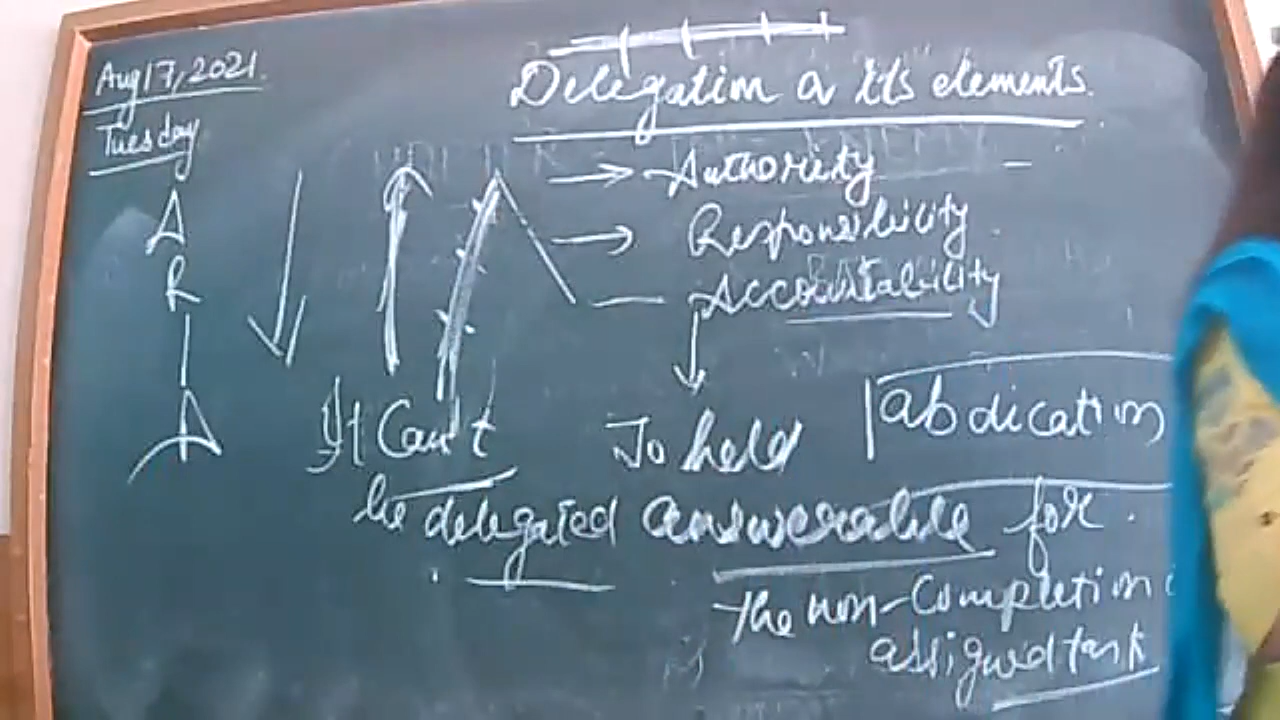 Aug 17, 2021.
Tuesday
Delegation & its elements.
A
R
A
→ Authority
→ Responsibility
— Accountability
It Can't
be delegated
To held
answerable for
the non-Completion
assigned task
abdication